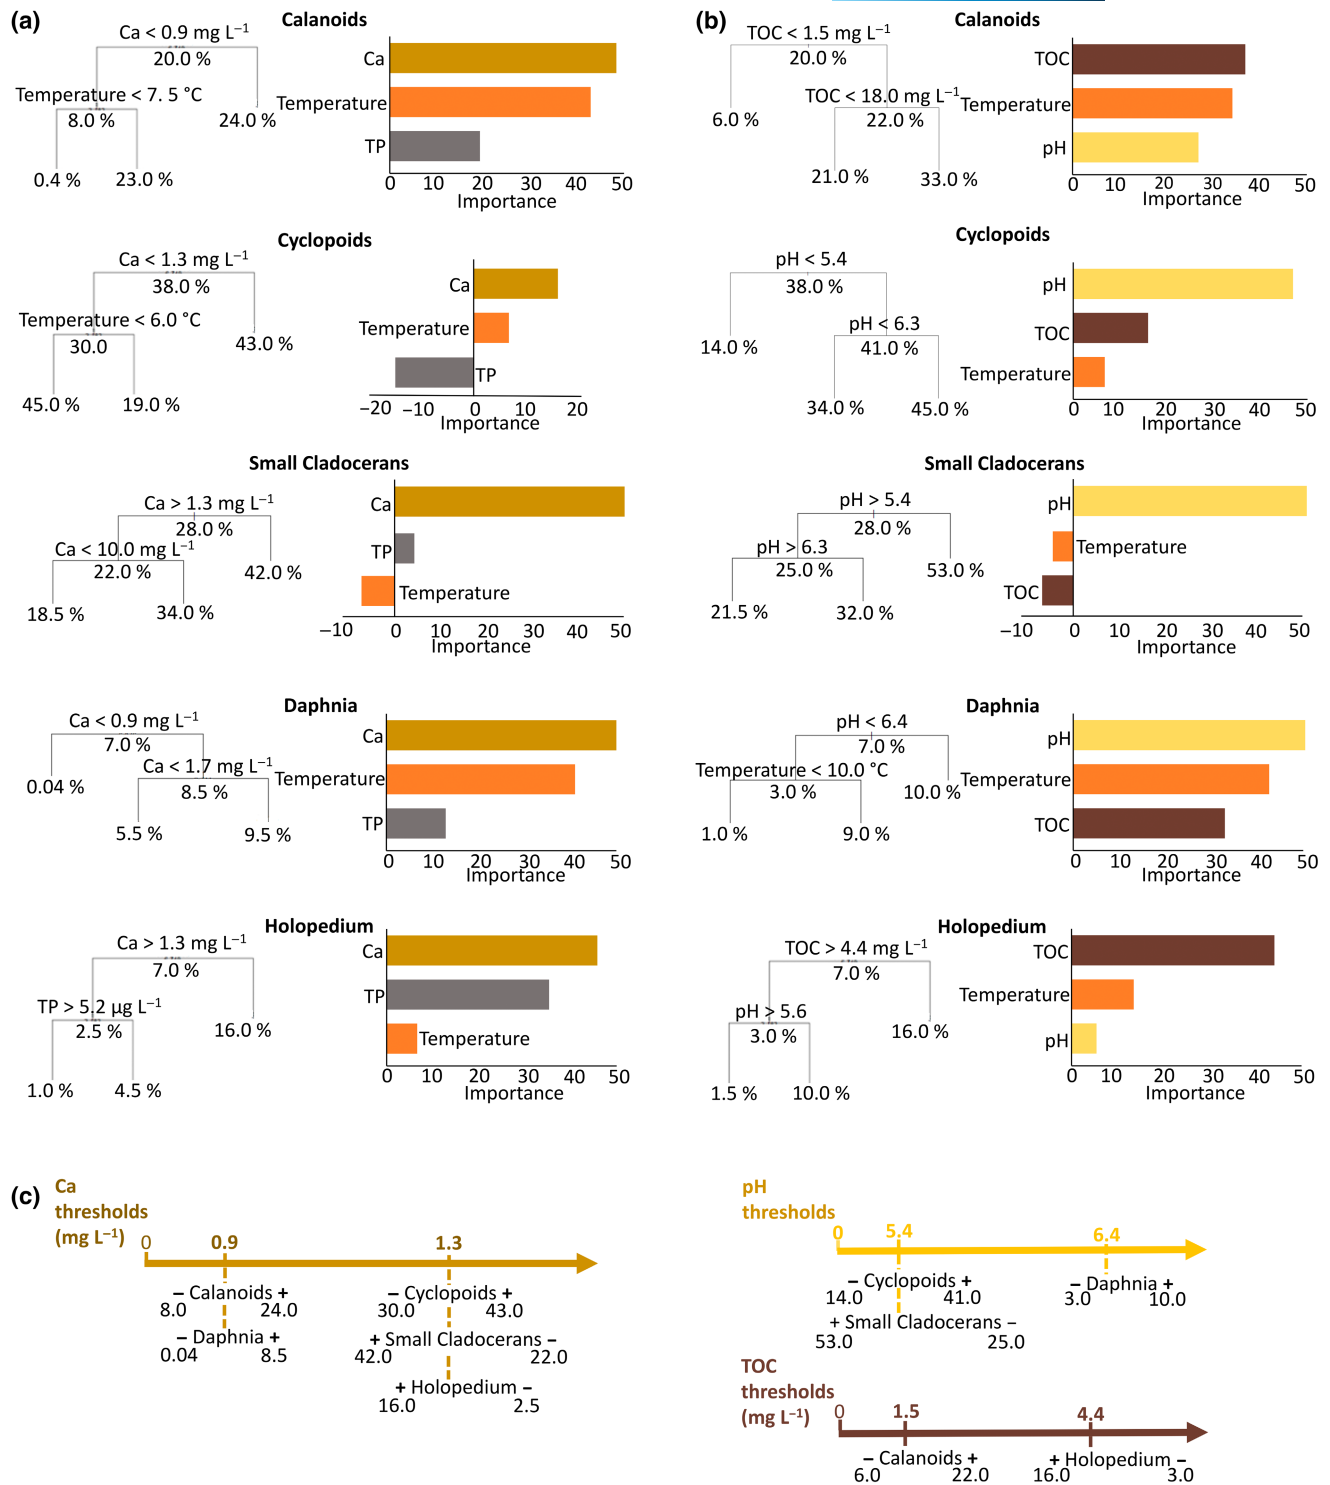 (a)
Calanoids
Ca < 0.9 mg L−1
20.0 %
Temperature < 7. 5 °C
8.0 %
24.0 %
0.4 %
23.0 %
Ca
Temperature
TP
0 10 20 30 40 50
Importance
Cyclopoids
Ca < 1.3 mg L−1
38.0 %
Temperature < 6.0 °C
30.0
43.0 %
45.0 %
19.0 %
Ca
Temperature
TP
−20 −10 0 10 20
Importance
Small Cladocerans
Ca > 1.3 mg L−1
28.0 %
Ca < 10.0 mg L−1
22.0 %
42.0 %
18.5 %
34.0 %
Ca
TP
Temperature
−10 0 10 20 30 40 50
Importance
Daphnia
Ca < 0.9 mg L−1
7.0 %
Ca < 1.7 mg L−1
0.04 %
8.5 %
5.5 %
9.5 %
Ca
Temperature
TP
0 10 20 30 40 50
Importance
Holopedium
Ca > 1.3 mg L−1
7.0 %
TP > 5.2 µg L−1
2.5 %
16.0 %
1.0 %
4.5 %
Ca
TP
Temperature
0 10 20 30 40 50
Importance
(b)
Calanoids
TOC < 1.5 mg L−1
20.0 %
TOC < 18.0 mg L−1
6.0 %
22.0 %
21.0 %
33.0 %
TOC
Temperature
pH
0 10 20 30 40 50
Importance
Cyclopoids
pH < 5.4
38.0 %
pH < 6.3
14.0 %
41.0 %
34.0 %
45.0 %
pH
TOC
Temperature
0 10 20 30 40 50
Importance
Small Cladocerans
pH > 5.4
28.0 %
pH > 6.3
25.0 %
53.0 %
21.5 %
32.0 %
pH
Temperature
TOC
−10 0 10 20 30 40 50
Importance
Daphnia
pH < 6.4
7.0 %
Temperature < 10.0 °C
3.0 %
10.0 %
1.0 %
9.0 %
pH
Temperature
TOC
0 10 20 30 40 50
Importance
Holopedium
TOC > 4.4 mg L−1
7.0 %
pH > 5.6
3.0 %
16.0 %
1.5 %
10.0 %
TOC
Temperature
pH
0 10 20 30 40 50
Importance
(c)
Ca
thresholds
(mg L−1)
0 0.9 1.3
− Calanoids +
8.0 24.0
− Daphnia +
0.04 8.5
− Cyclopoids +
30.0 43.0
+ Small Cladocerans −
42.0 22.0
+ Holopedium −
16.0 2.5
pH
thresholds
0 5.4 6.4
− Cyclopoids +
14.0 41.0
+ Small Cladocerans −
53.0 25.0
− Daphnia +
3.0 10.0
TOC
thresholds
(mg L−1)
0 1.5 4.4
− Calanoids +
6.0 22.0
+ Holopedium −
16.0 3.0